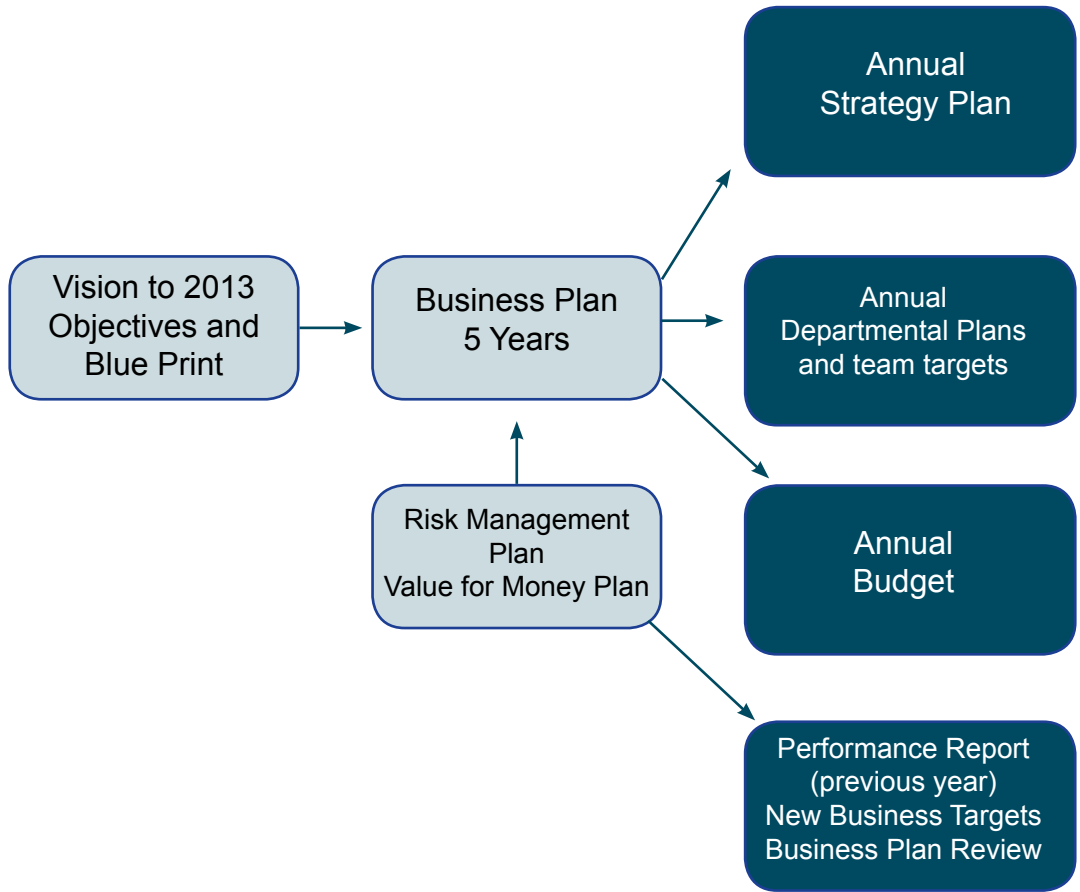 Vision to 2013
Objectives and
Blue Print
Business Plan
5 Years
Risk Management
Plan
Value for Money Plan
Annual
Strategy Plan
Annual
Departmental Plans
and team targets
Annual
Budget
Performance Report
(previous year)
New Business Targets
Business Plan Review